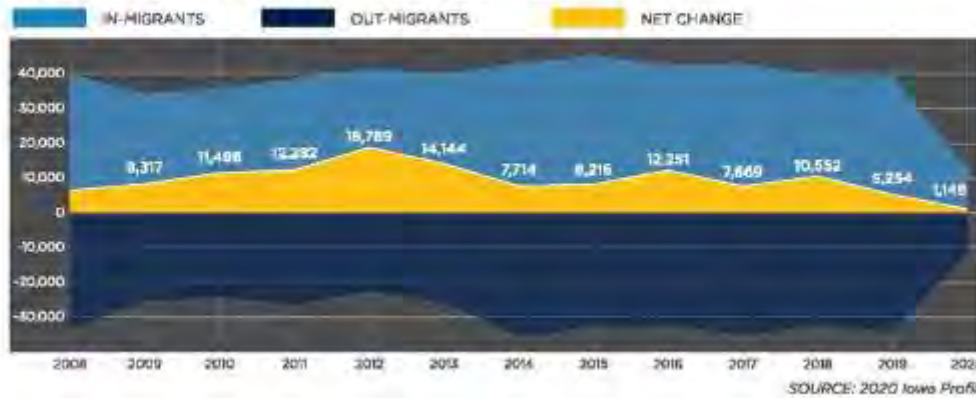 IN-MIGRANTS OUT-MIGRANTS NET CHANGE
40,000
30,000
20,000
10,000
0
-10,000
-20,000
-30,000
8,317 11,498 12,292 18,789 14,144 7,714 8,216 12,251 7,669 10,552 5,254 1,148
2008 2009 2010 2011 2012 2013 2014 2015 2016 2017 2018 2019
SOURCE: 2020 Iowa